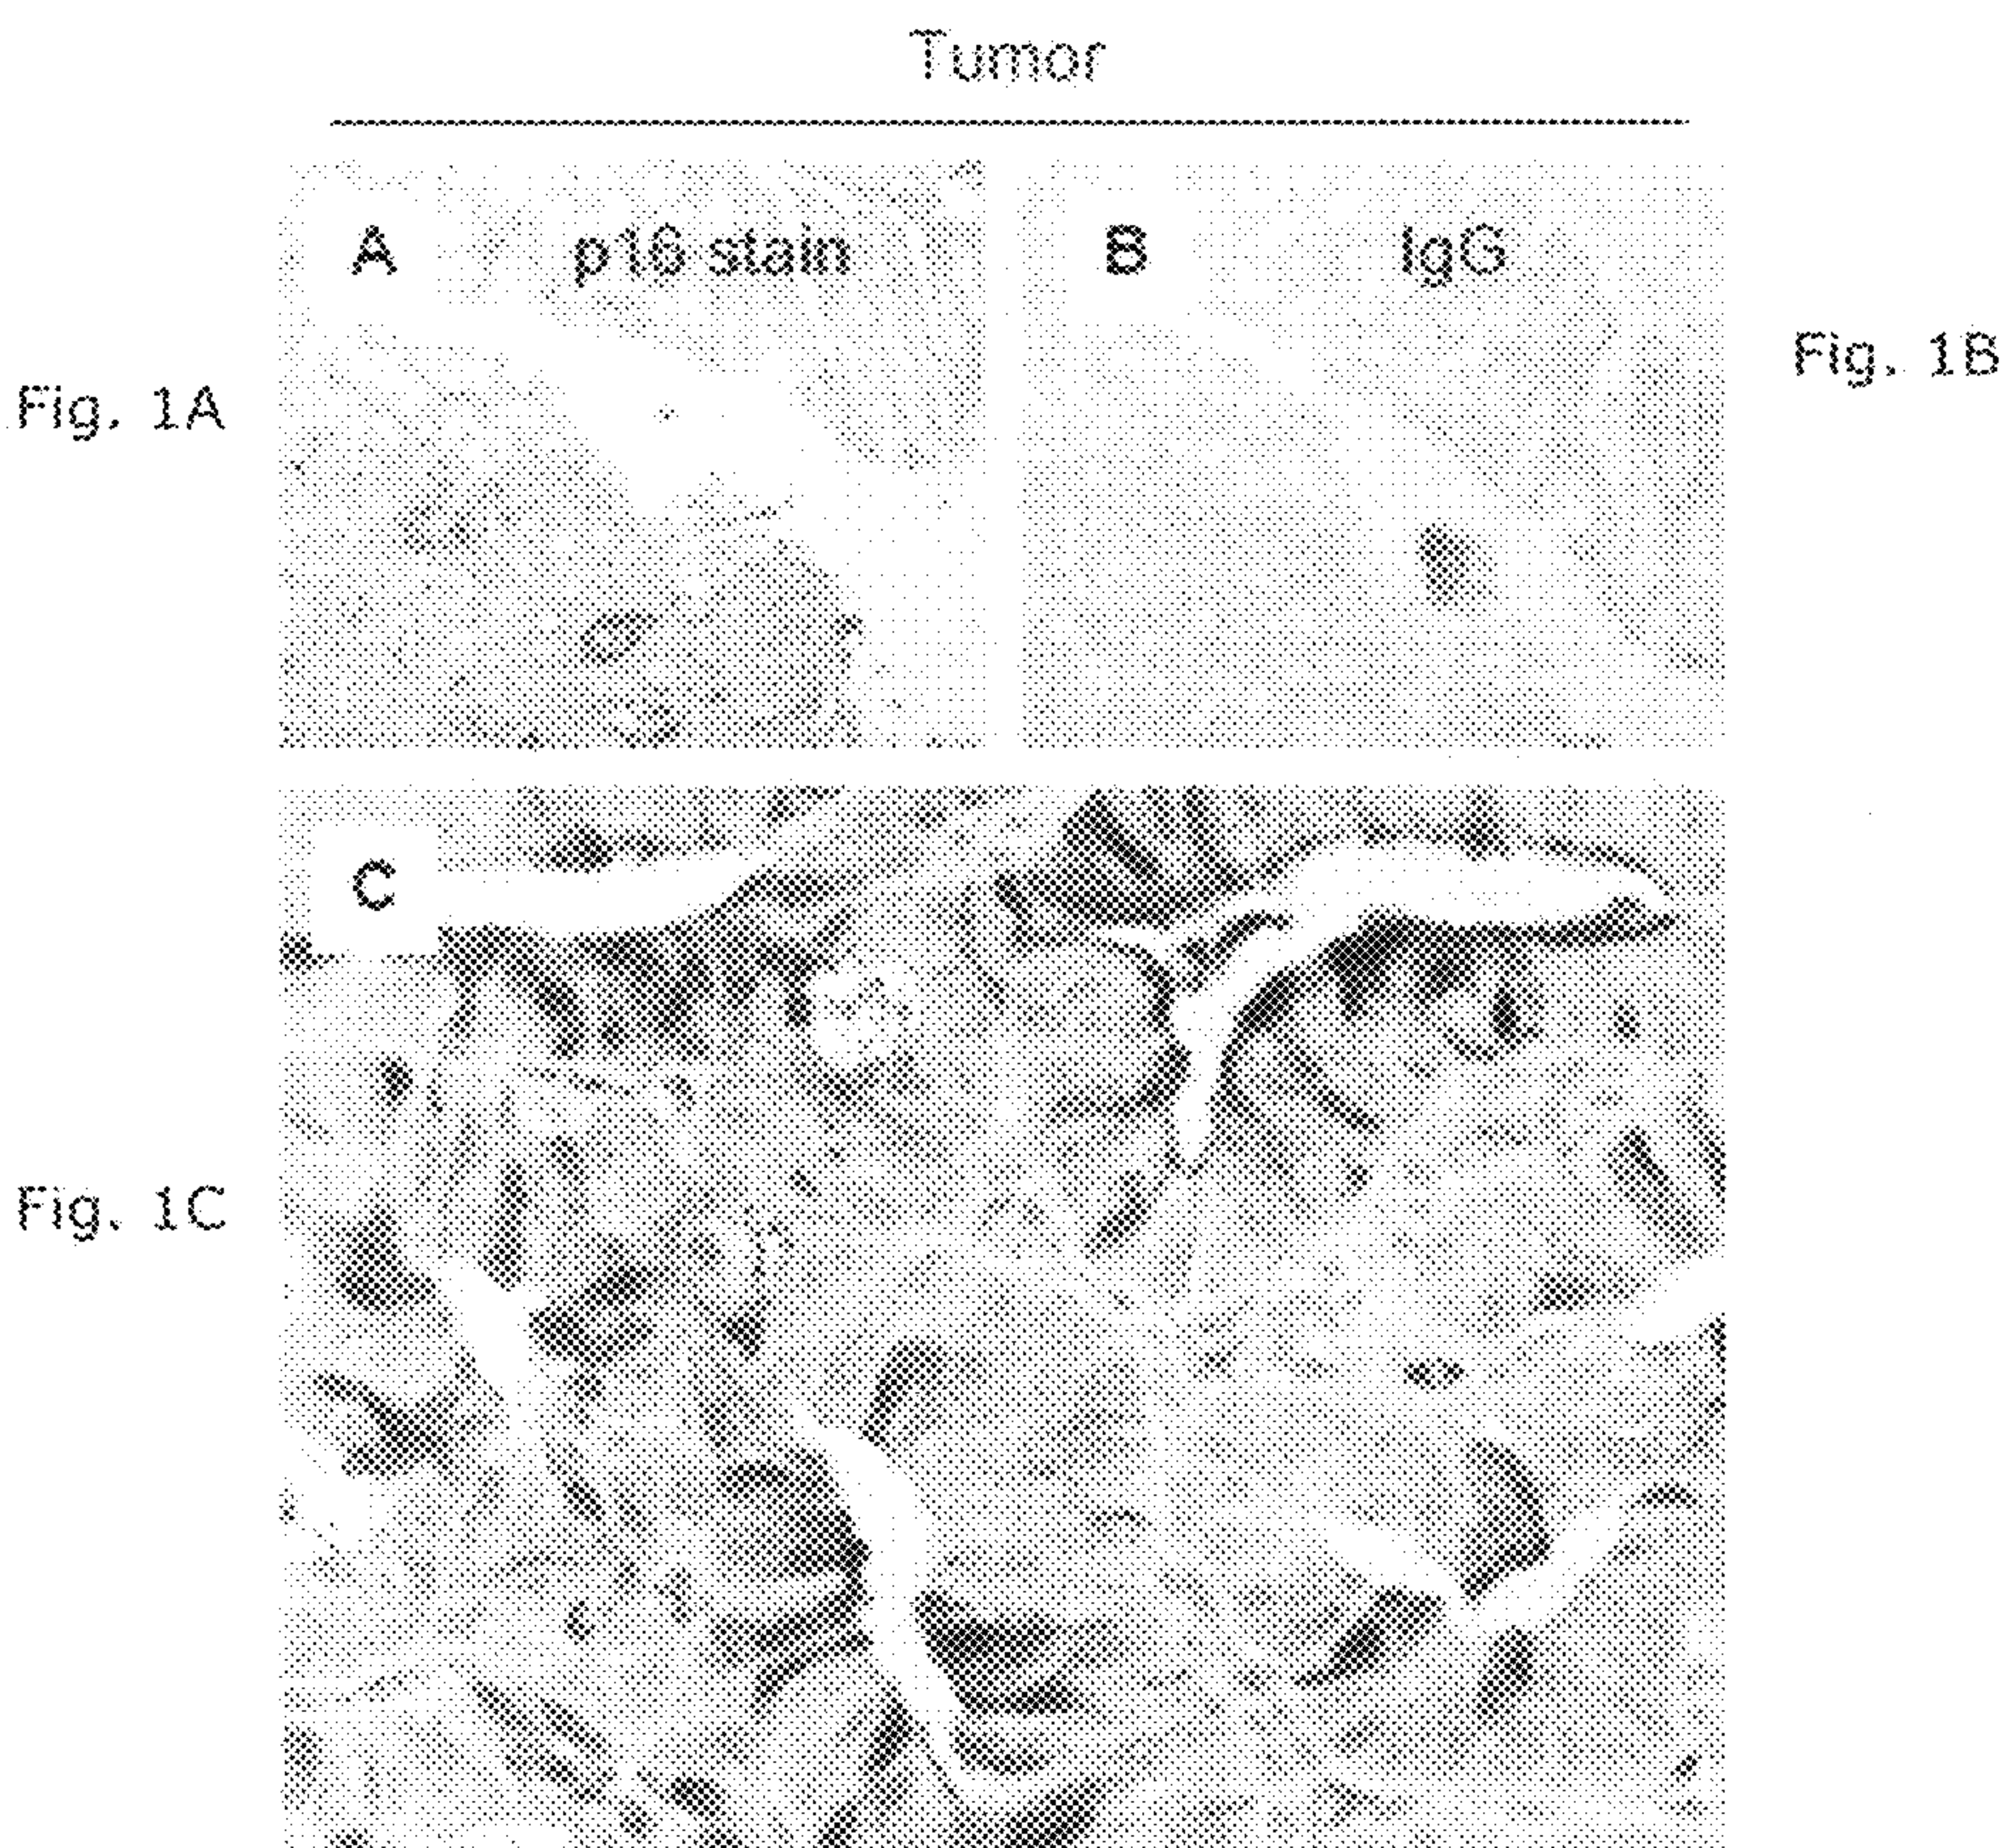 Tumor
A p16 stain B IgG
Fig. 1B
Fig. 1A
C
Fig. 1C